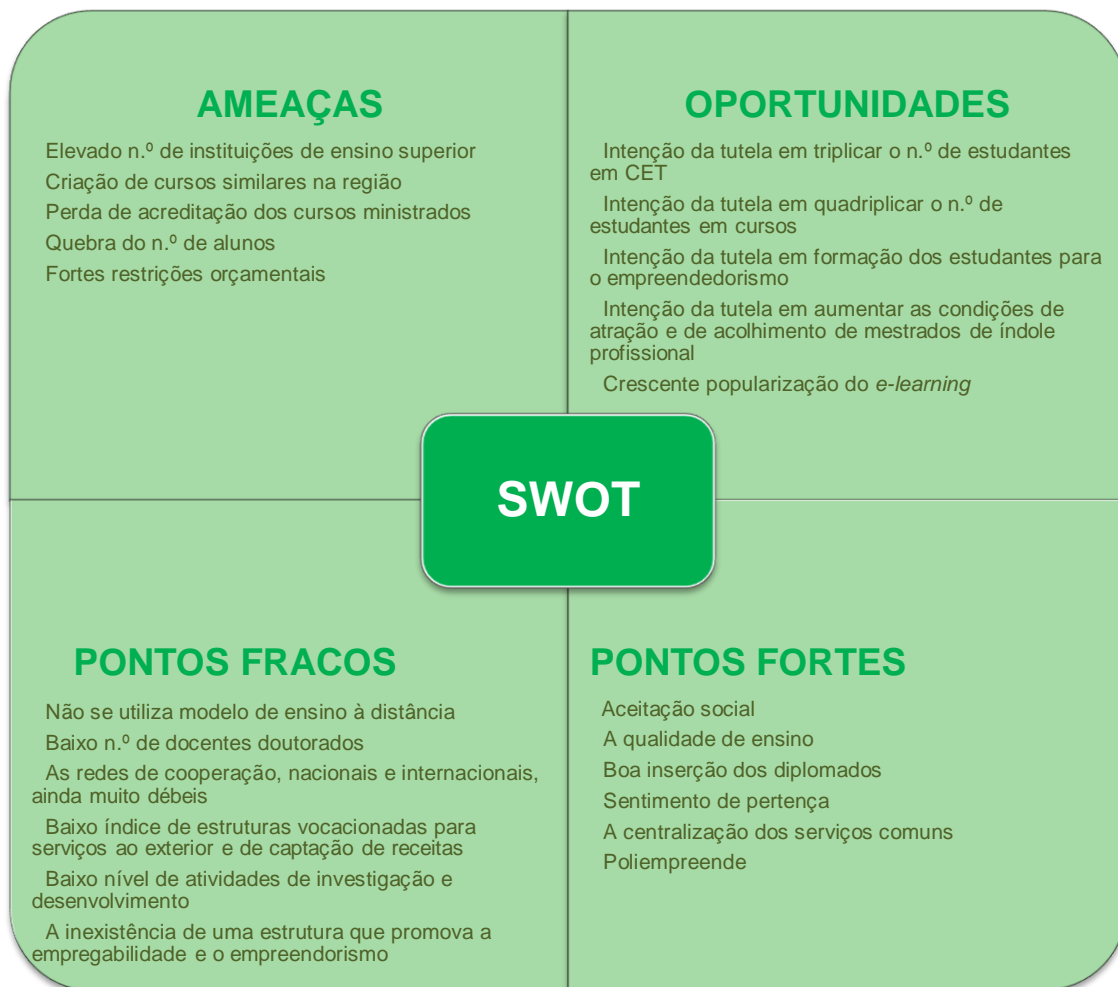 AMEAÇAS
Elevado n.º de instituições de ensino superior
Criação de cursos similares na região
Perda de acreditação dos cursos ministrados
Quebra do n.º de alunos
Fortes restrições orçamentais
OPORTUNIDADES
Intenção da tutela em triplicar o n.º de estudantes
em CET
Intenção da tutela em quadriplicar o n.º de
estudantes em cursos
Intenção da tutela em formação dos estudantes para
o empreendedorismo
Intenção da tutela em aumentar as condições de
atração e de acolhimento de mestrados de índole
profissional
Crescente popularização do e-learning
SWOT
PONTOS FRACOS
Não se utiliza modelo de ensino à distância
Baixo n.º de docentes doutorados
As redes de cooperação, nacionais e internacionais,
ainda muito débeis
Baixo índice de estruturas vocacionadas para
serviços ao exterior e de captação de receitas
Baixo nível de atividades de investigação e
desenvolvimento
A inexistência de uma estrutura que promova a
empregabilidade e o empreendorismo
PONTOS FORTES
Aceitação social
A qualidade de ensino
Boa inserção dos diplomados
Sentimento de pertença
A centralização dos serviços comuns
Poliempreende